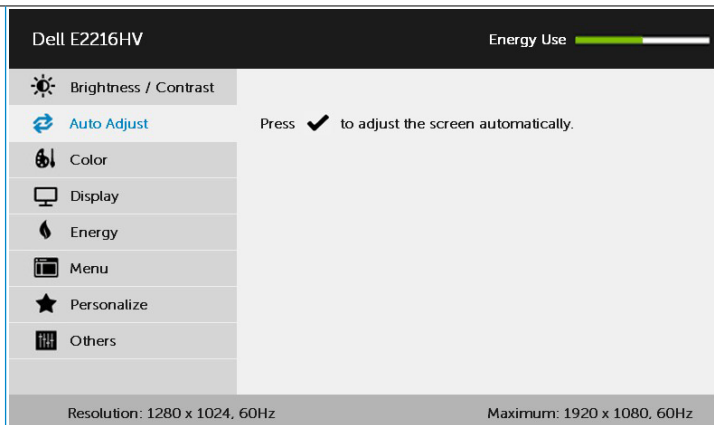 Dell E2216HV
Energy Use
Brightness / Contrast
Auto Adjust
Press ✔ to adjust the screen automatically.
Color
Display
Energy
Menu
Personalize
Others
Resolution: 1280 x 1024, 60Hz
Maximum: 1920 x 1080, 60Hz